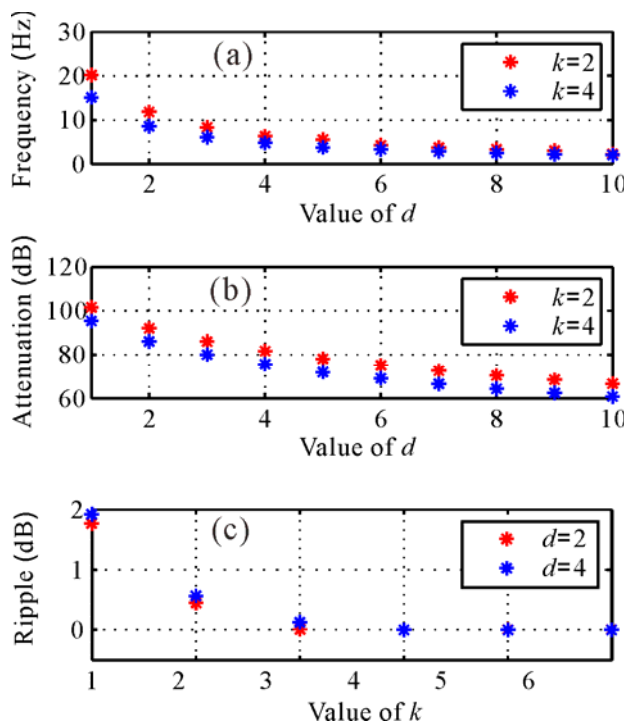 Frequency (Hz)
30
20
10
0
(a)
k=2
k=4
2 4 6 8 10
Value of d
Attenuation (dB)
120
100
80
60
(b)
k=2
k=4
2 4 6 8 10
Value of d
Ripple (dB)
2
1
0
(c)
d=2
d=4
1 2 3 4 5 6
Value of k